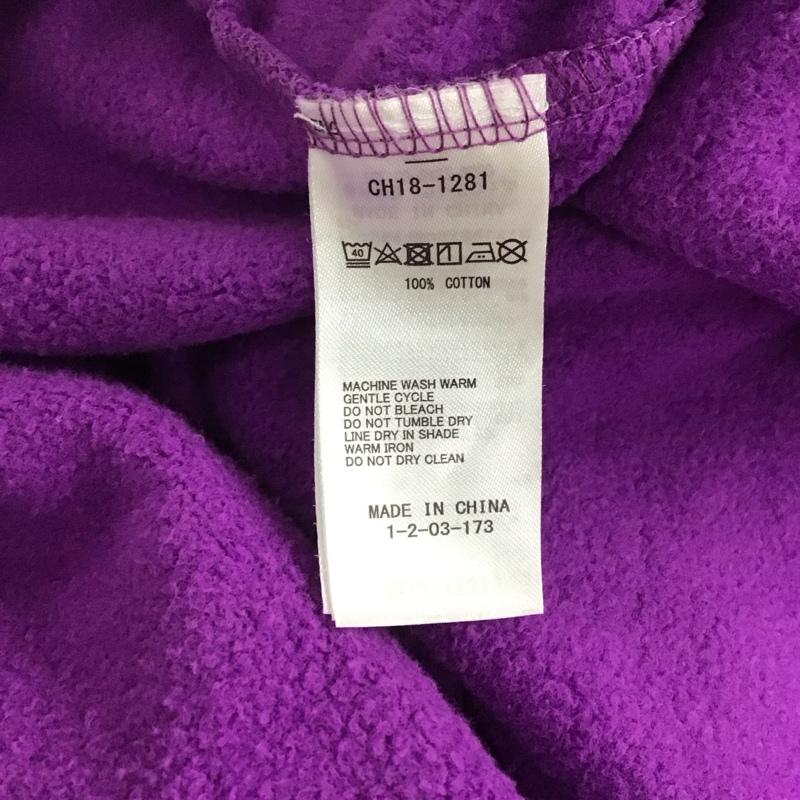 CH18-1281
40
100% COTTON
MACHINE WASH WARM
GENTLE CYCLE
DO NOT BLEACH
DO NOT TUMBLE DRY
LINE DRY IN SHADE
WARM IRON
DO NOT DRY CLEAN
MADE IN CHINA
1-2-03-173